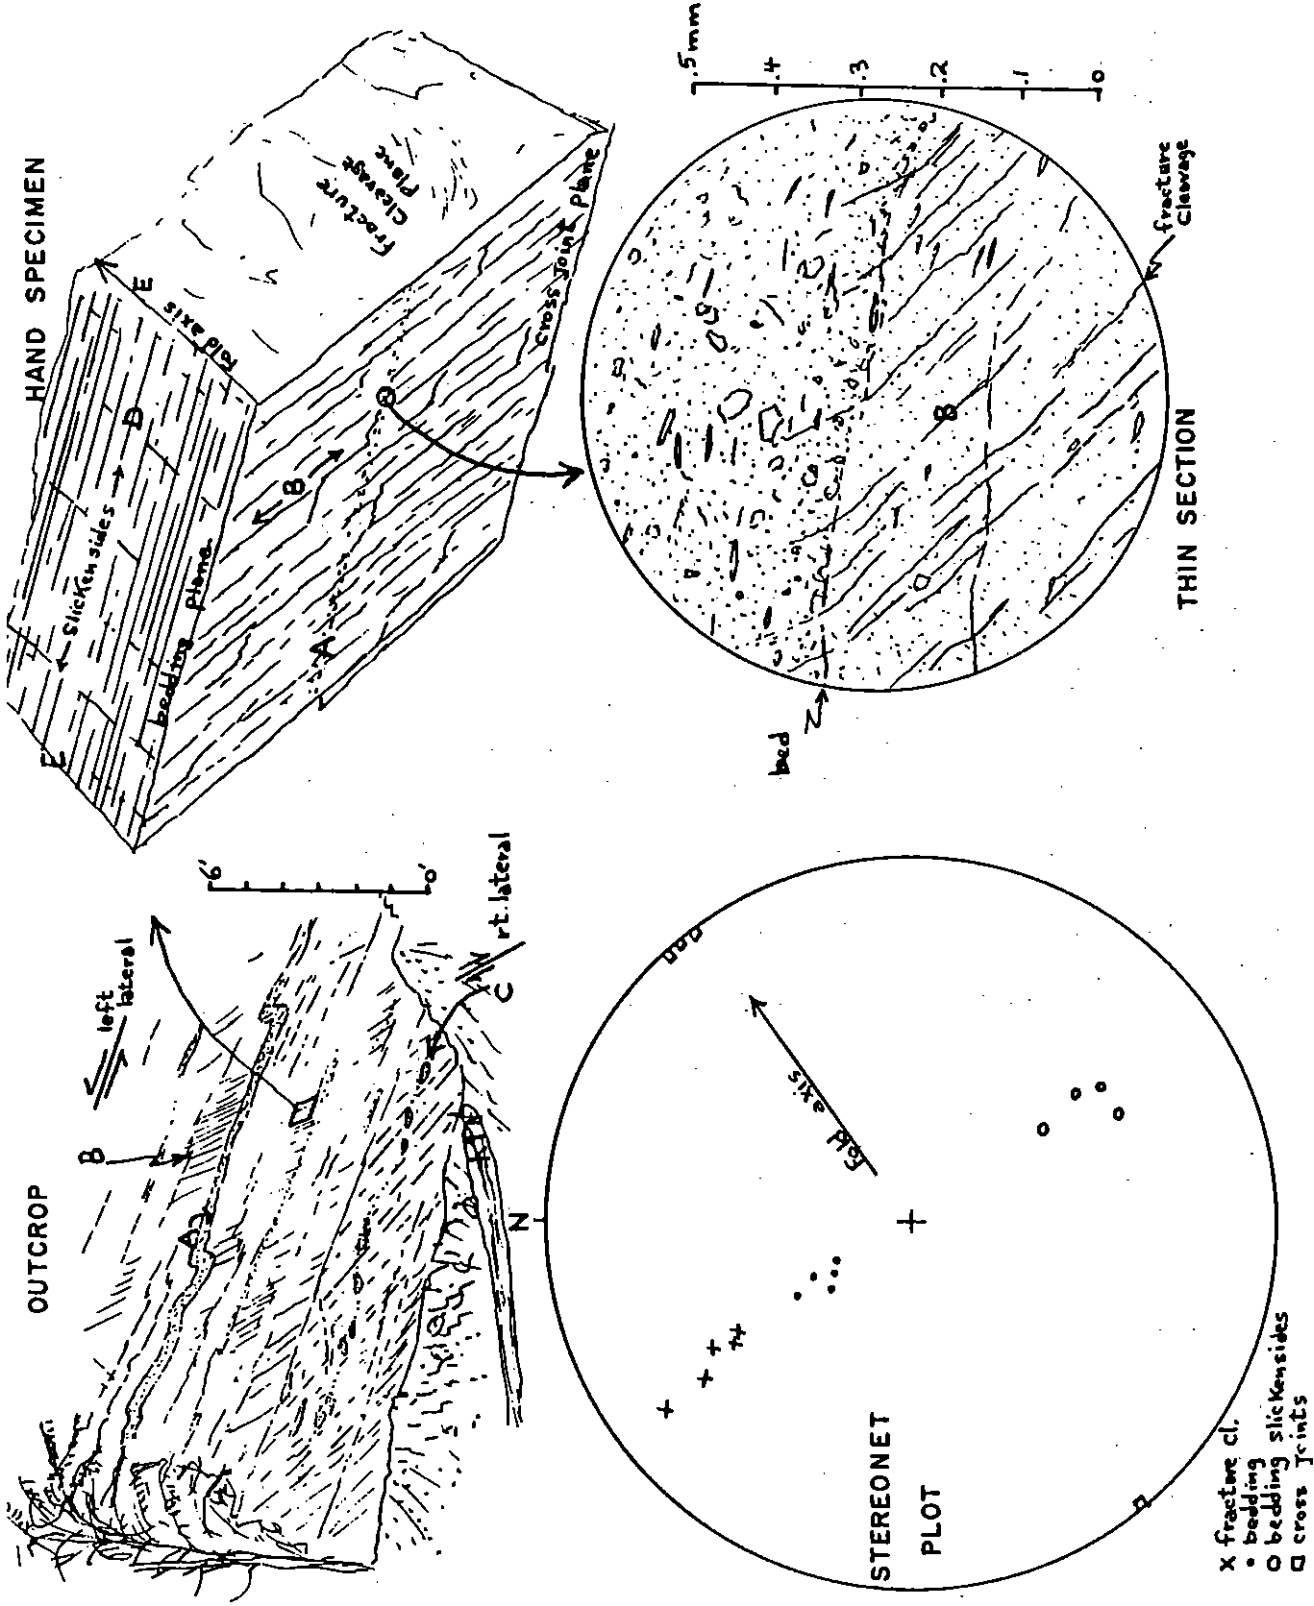 OUTCROP
B
left
lateral
A
6'
0'
C
rt. lateral
HAND SPECIMEN
E
← Slickensides →
D
E
fold axis
bedding plane
B
A
Fracture
Cleavage
Plane
Cross Joint Plane
STEREONET
PLOT
N
fold axis
x fracture cl.
• bedding
o bedding slickensides
□ cross joints
THIN SECTION
bed
B
fracture
cleavage
.5mm
.4
.3
.2
.1
0